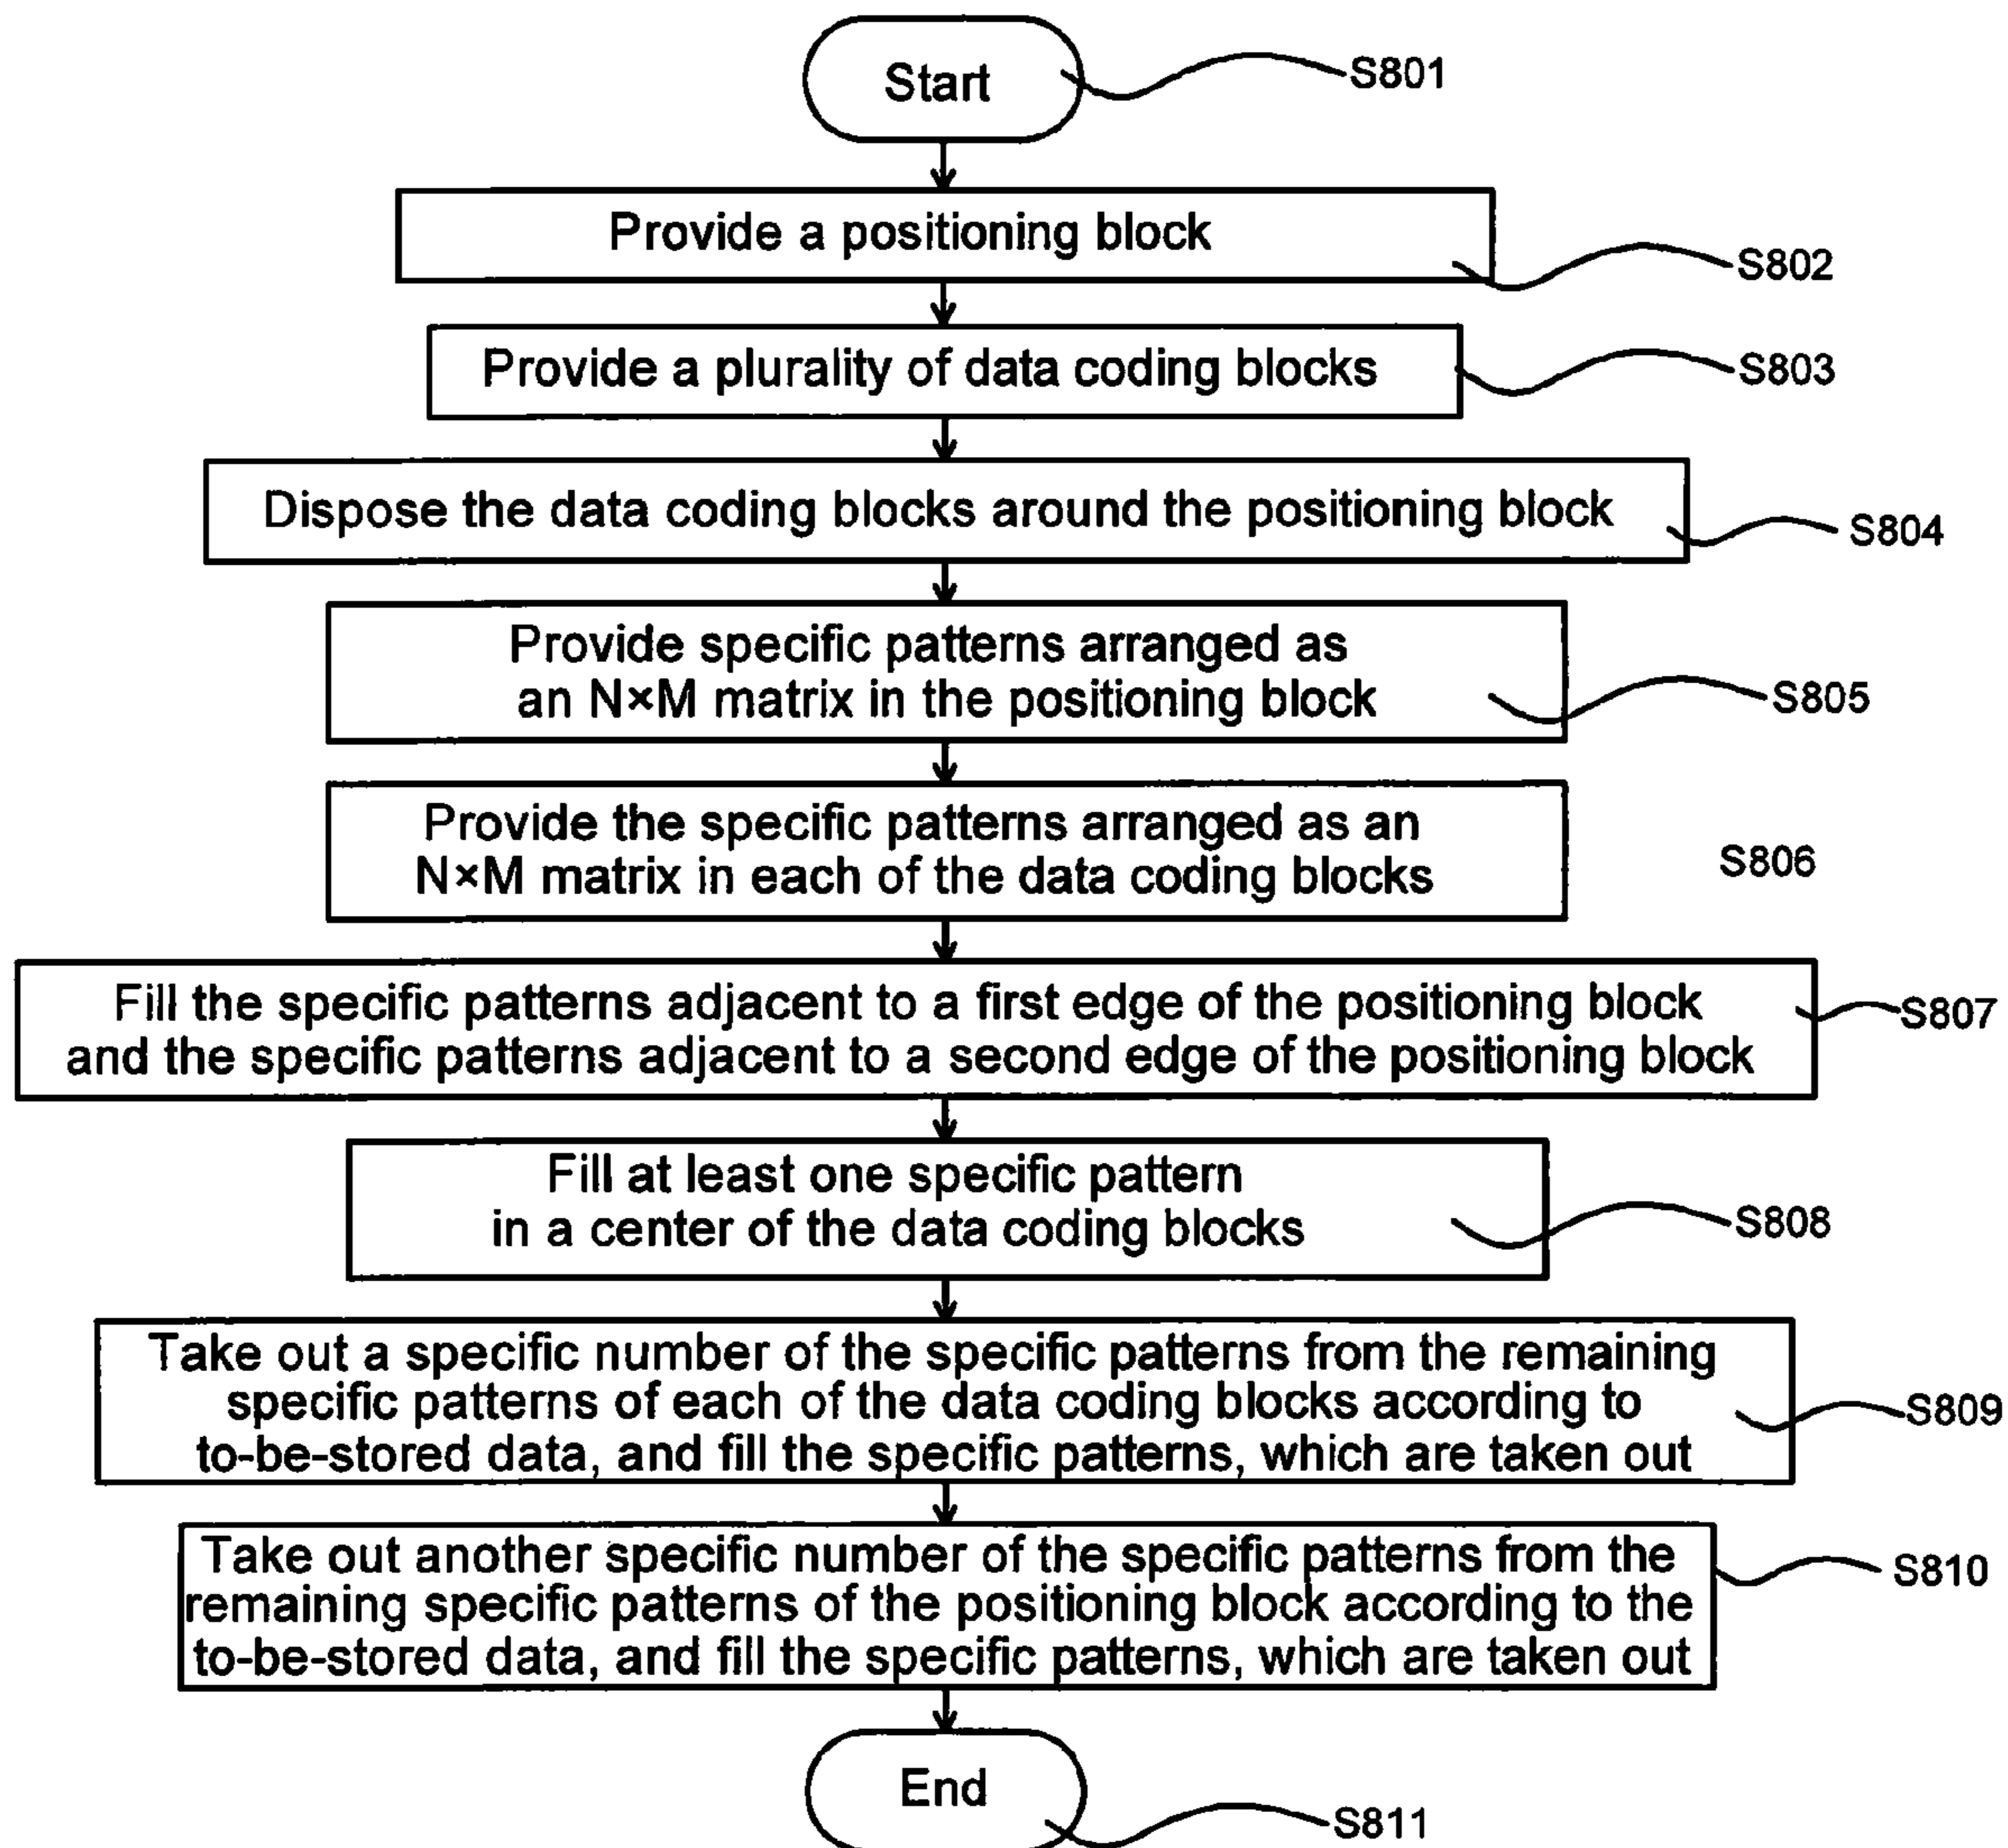 Start
S801
Provide a positioning block
S802
Provide a plurality of data coding blocks
S803
Dispose the data coding blocks around the positioning block
S804
Provide specific patterns arranged as
an N×M matrix in the positioning block
S805
Provide the specific patterns arranged as an
N×M matrix in each of the data coding blocks
S806
Fill the specific patterns adjacent to a first edge of the positioning block
and the specific patterns adjacent to a second edge of the positioning block
S807
Fill at least one specific pattern
in a center of the data coding blocks
S808
Take out a specific number of the specific patterns from the remaining
specific patterns of each of the data coding blocks according to
to-be-stored data, and fill the specific patterns, which are taken out
S809
Take out another specific number of the specific patterns from the
remaining specific patterns of the positioning block according to the
to-be-stored data, and fill the specific patterns, which are taken out
S810
End
S811